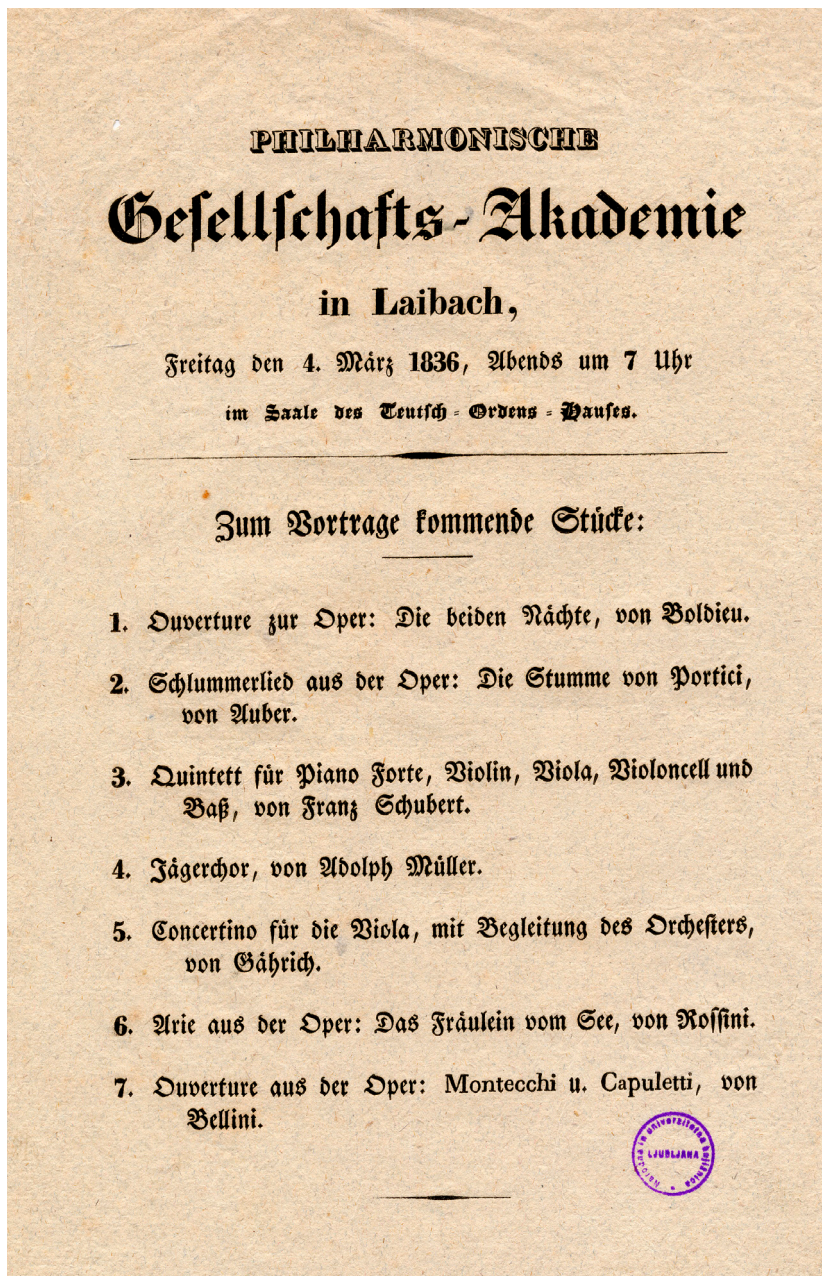 PHILHARMONISCHE
Geſellſchafts-Akademie
in Laibach,
Freitag den 4. März 1836, Abends um 7 Uhr
im Saale des Teutſch-Ordens-Hauſes.
Zum Vortrage kommende Stücke:
1. Ouverture zur Oper: Die beiden Nächte, von Boldieu.
2. Schlummerlied aus der Oper: Die Stumme von Portici,
von Auber.
3. Quintett für Piano Forte, Violin, Viola, Violoncell und
Baß, von Franz Schubert.
4. Jägerchor, von Adolph Müller.
5. Concertino für die Viola, mit Begleitung des Orcheſters,
von Gährich.
6. Arie aus der Oper: Das Fräulein vom See, von Roſſini.
7. Ouverture aus der Oper: Montecchi u. Capuletti, von
Bellini.
Narodna in univerzitetna knjižnica
LJUBLJANA